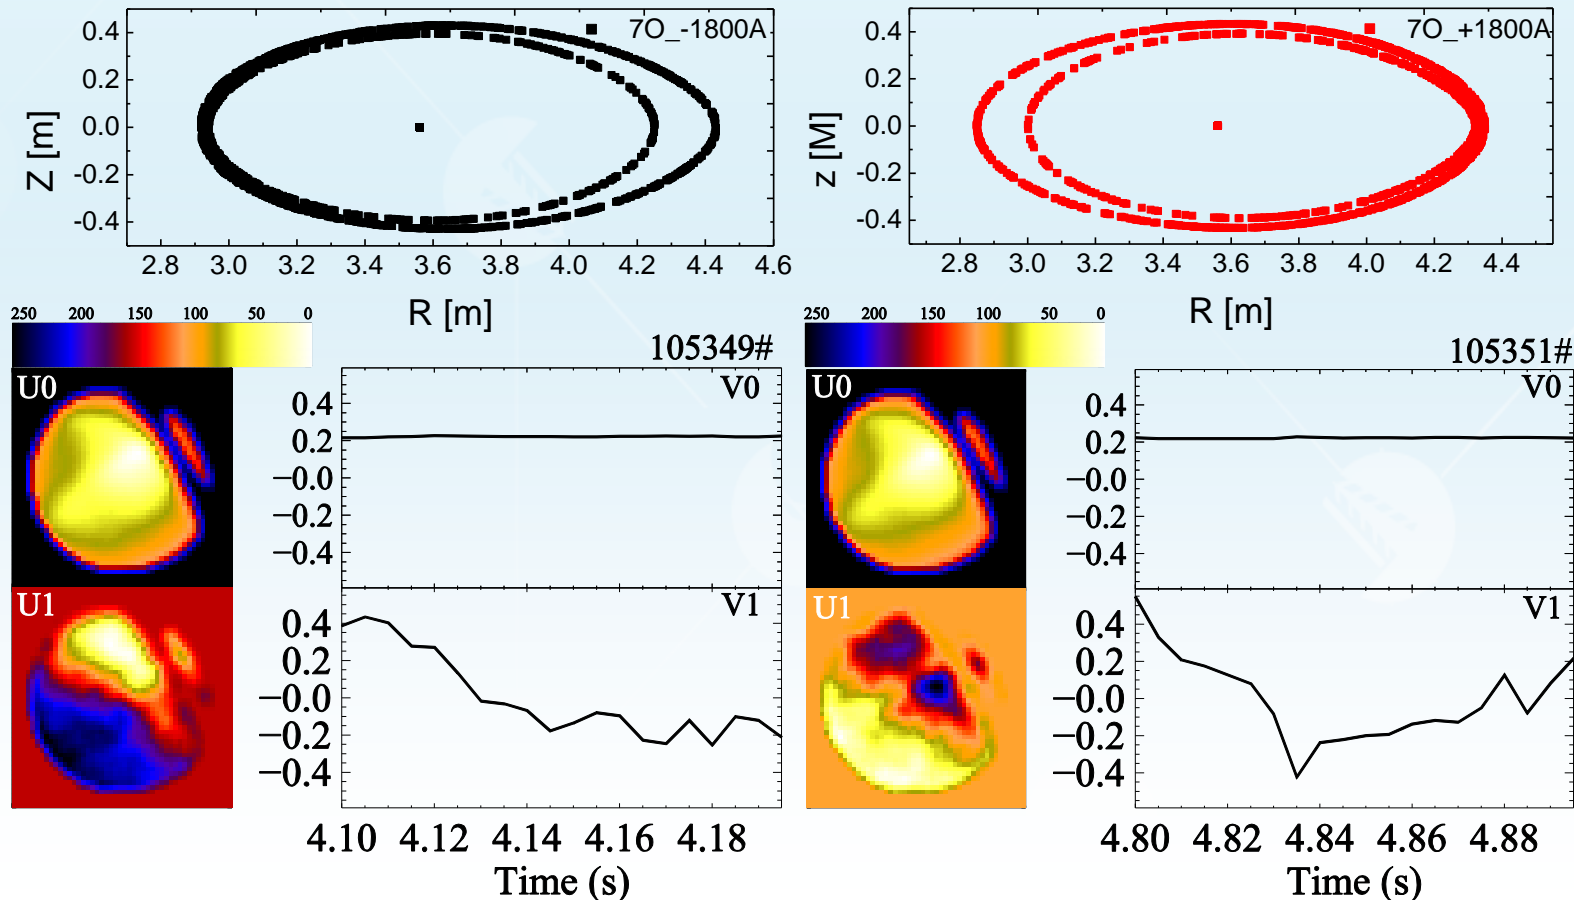 7O_-1800A
0.4
0.2
0.0
-0.2
-0.4
Z [m]
2.8 3.0 3.2 3.4 3.6 3.8 4.0 4.2 4.4 4.6
R [m]
7O_+1800A
0.4
0.2
0.0
-0.2
-0.4
z [M]
2.8 3.0 3.2 3.4 3.6 3.8 4.0 4.2 4.4
R [m]
250 200 150 100 50 0
105349#
U0
V0
0.4
0.2
−0.0
−0.2
−0.4
U1
V1
0.4
0.2
−0.0
−0.2
−0.4
4.10 4.12 4.14 4.16 4.18
Time (s)
250 200 150 100 50 0
105351#
U0
V0
0.4
0.2
−0.0
−0.2
−0.4
U1
V1
0.4
0.2
−0.0
−0.2
−0.4
4.80 4.82 4.84 4.86 4.88
Time (s)